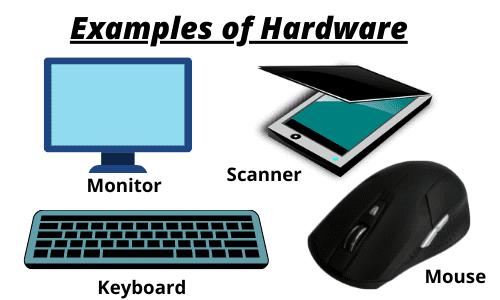 Examples of Hardware
Monitor
Scanner
Keyboard
Mouse